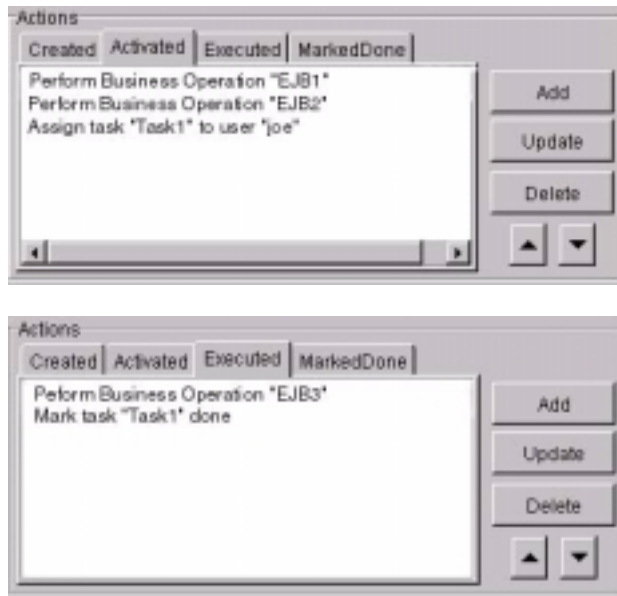 Actions
Created Activated Executed MarkedDone
Perform Business Operation "EJB1"
Perform Business Operation "EJB2"
Assign task "Task1" to user "joe"
Add
Update
Delete
Actions
Created Activated Executed MarkedDone
Peform Business Operation "EJB3"
Mark task "Task1" done
Add
Update
Delete